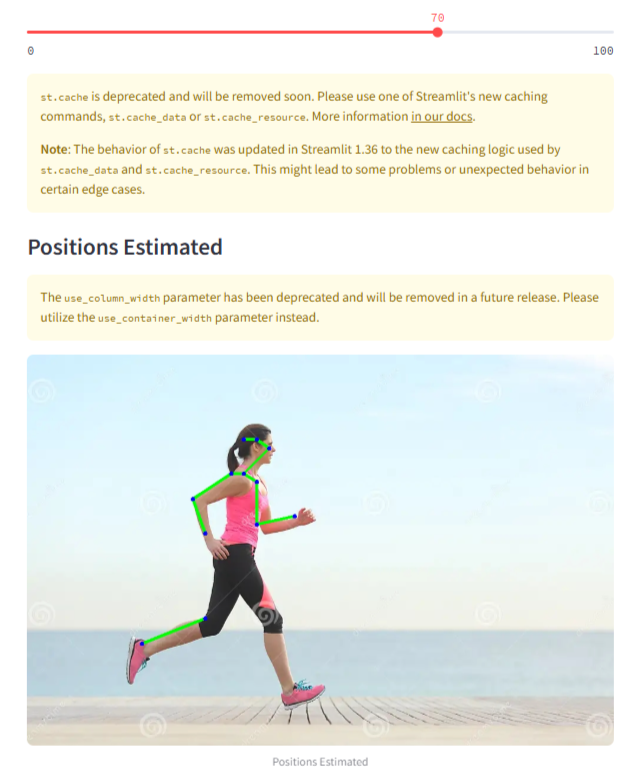 70
0
100
st.cache is deprecated and will be removed soon. Please use one of Streamlit's new caching
commands, st.cache_data or st.cache_resource. More information in our docs.
Note: The behavior of st.cache was updated in Streamlit 1.36 to the new caching logic used by
st.cache_data and st.cache_resource. This might lead to some problems or unexpected behavior in
certain edge cases.
Positions Estimated
The use_column_width parameter has been deprecated and will be removed in a future release. Please
utilize the use_container_width parameter instead.
Positions Estimated